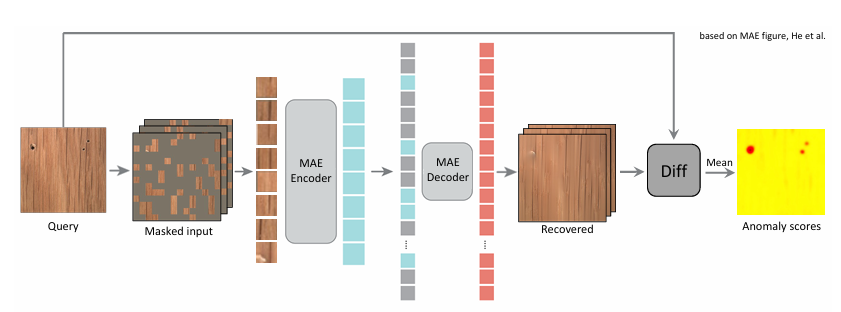 based on MAE figure, He et al.
MAE
Encoder
MAE
Decoder
Diff
Mean
Query
Masked input
Recovered
Anomaly scores